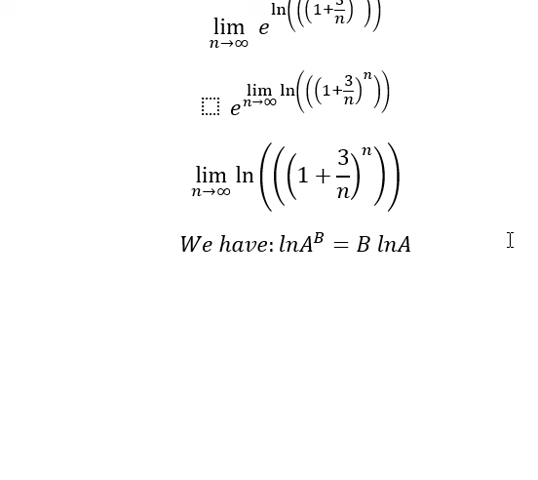 lim n→∞ e^ln(((1+3/n) ))
e^lim n→∞ ln(((1+3/n)^n))
lim n→∞ ln(((1+3/n)^n))
We have: lnA^B = B lnA